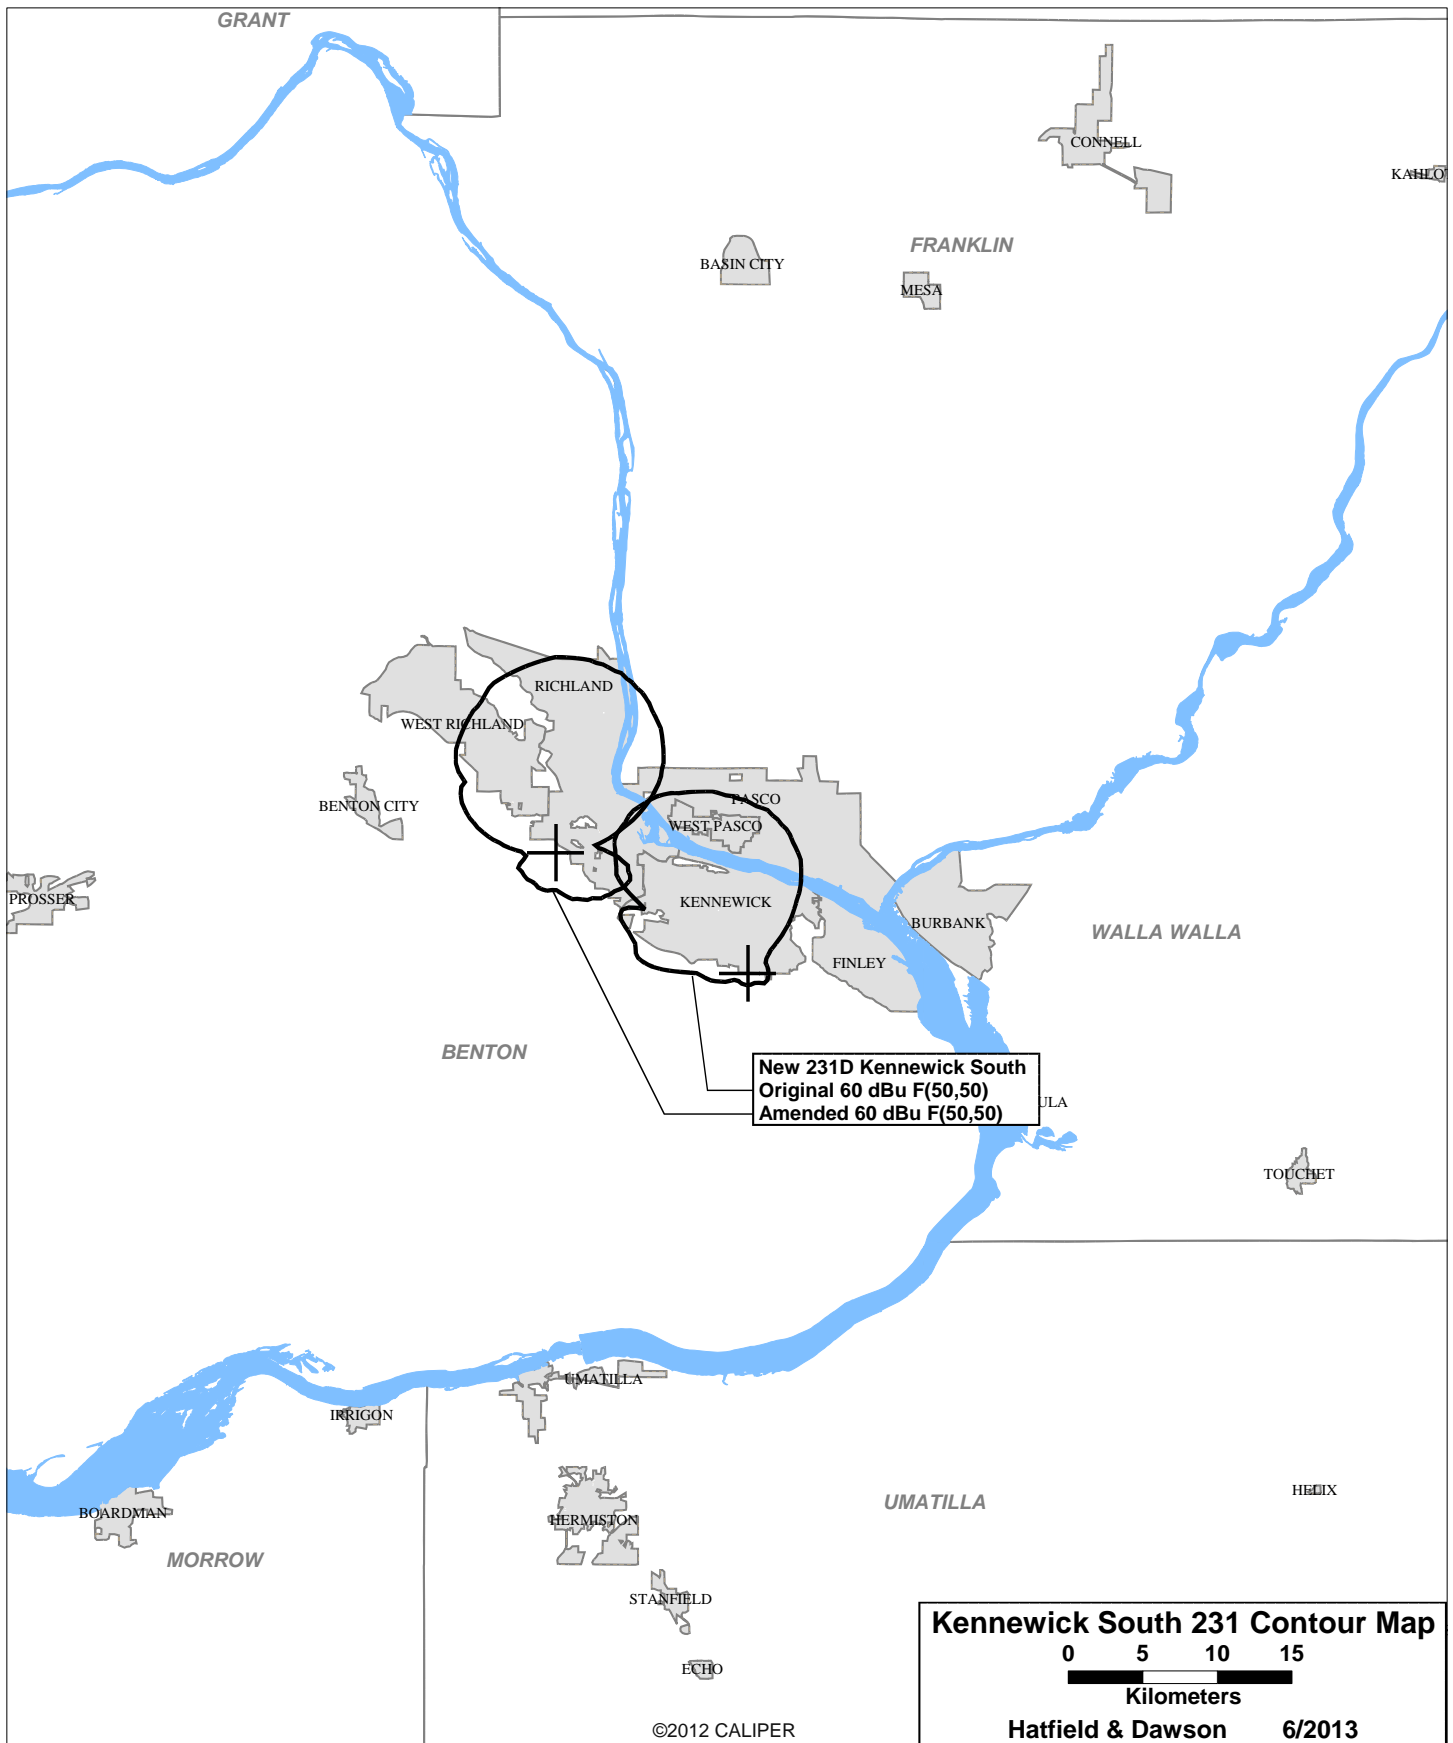 GRANT
CONNELL
KAHLO
FRANKLIN
BASIN CITY
MESA
RICHLAND
WEST RICHLAND
BENTON CITY
PASCO
WEST PASCO
PROSSER
KENNEWICK
BURBANK
WALLA WALLA
FINLEY
BENTON
New 231D Kennewick South
Original 60 dBu F(50,50)
Amended 60 dBu F(50,50)
ULA
TOUCHET
UMATILLA
IRRIGON
HELIX
UMATILLA
BOARDMAN
HERMISTON
MORROW
STANFIELD
ECHO
Kennewick South 231 Contour Map
0 5 10 15
Kilometers
Hatfield & Dawson 6/2013
©2012 CALIPER